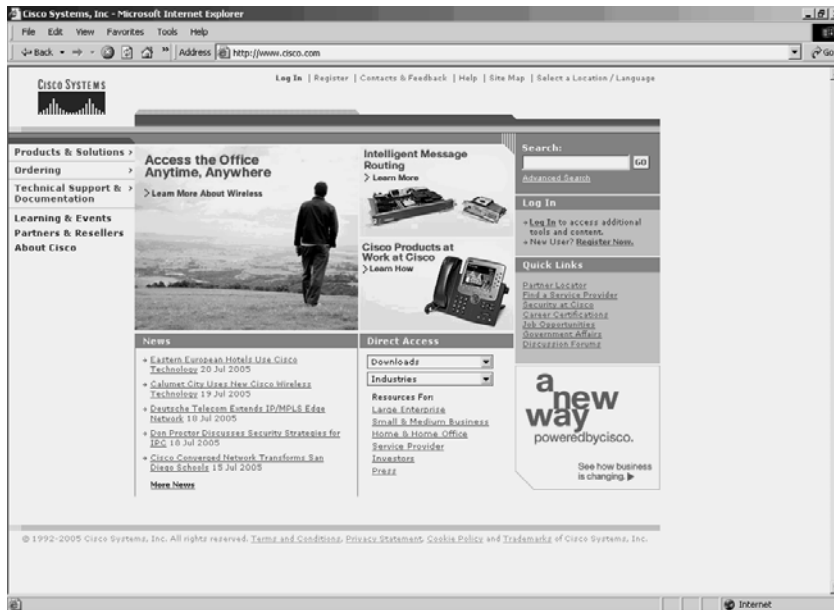 Cisco Systems, Inc - Microsoft Internet Explorer
File Edit View Favorites Tools Help
Back » Address http://www.cisco.com Go
CISCO SYSTEMS
Log In | Register | Contacts & Feedback | Help | Site Map | Select a Location / Language
Products & Solutions ›
Ordering ›
Technical Support & ›
Documentation
Learning & Events
Partners & Resellers
About Cisco
Access the Office
Anytime, Anywhere
Learn More About Wireless
Intelligent Message
Routing
Learn More
Cisco Products at
Work at Cisco
Learn How
Search:
GO
Advanced Search
Log In
Log In to access additional
tools and content.
New User? Register Now.
Quick Links
Partner Locator
Find a Service Provider
Security at Cisco
Career Certifications
Job Opportunities
Government Affairs
Discussion Forums
News
Eastern European Hotels Use Cisco
Technology 20 Jul 2005
Calumet City Uses New Cisco Wireless
Technology 19 Jul 2005
Deutsche Telecom Extends IP/MPLS Edge
Network 18 Jul 2005
Don Proctor Discusses Security Strategies for
IPC 18 Jul 2005
Cisco Converged Network Transforms San
Diego Schools 15 Jul 2005
More News
Direct Access
Downloads
Industries
Resources For:
Large Enterprise
Small & Medium Business
Home & Home Office
Service Provider
Investors
Press
a
new
way
poweredbycisco.
See how business
is changing.
© 1992-2005 Cisco Systems, Inc. All rights reserved. Terms and Conditions, Privacy Statement, Cookie Policy and Trademarks of Cisco Systems, Inc.
Internet